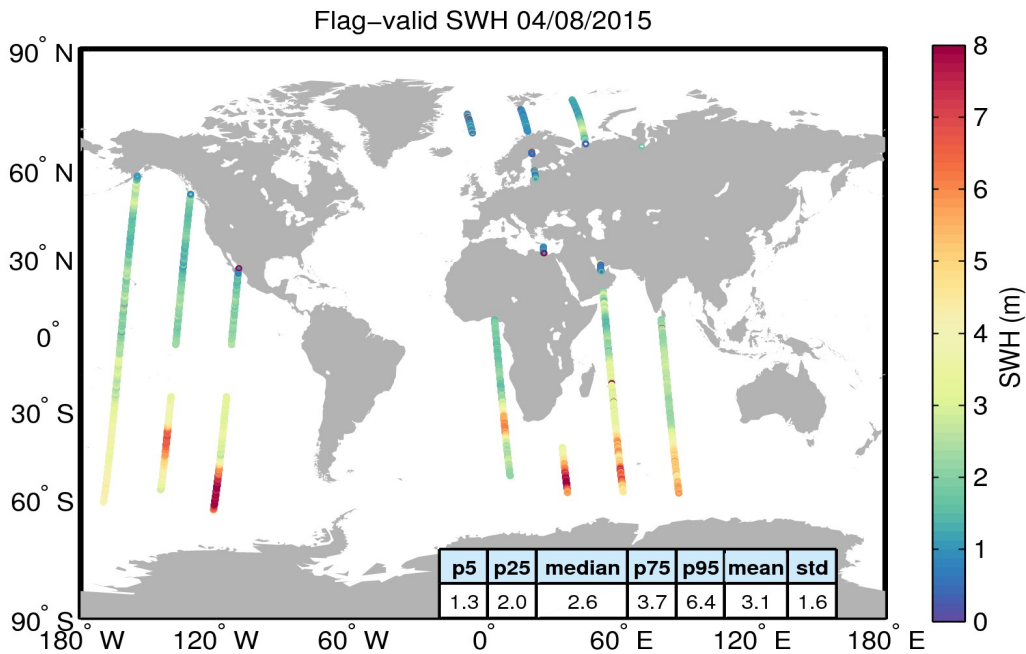 Flag−valid SWH 04/08/2015
90° N
60° N
30° N
0°
30° S
60° S
90° S
180° W
120° W
60° W
0°
60° E
120° E
180° E
p5 p25 median p75 p95 mean std
1.3 2.0 2.6 3.7 6.4 3.1 1.6
8
7
6
5
4
3
2
1
0
SWH (m)